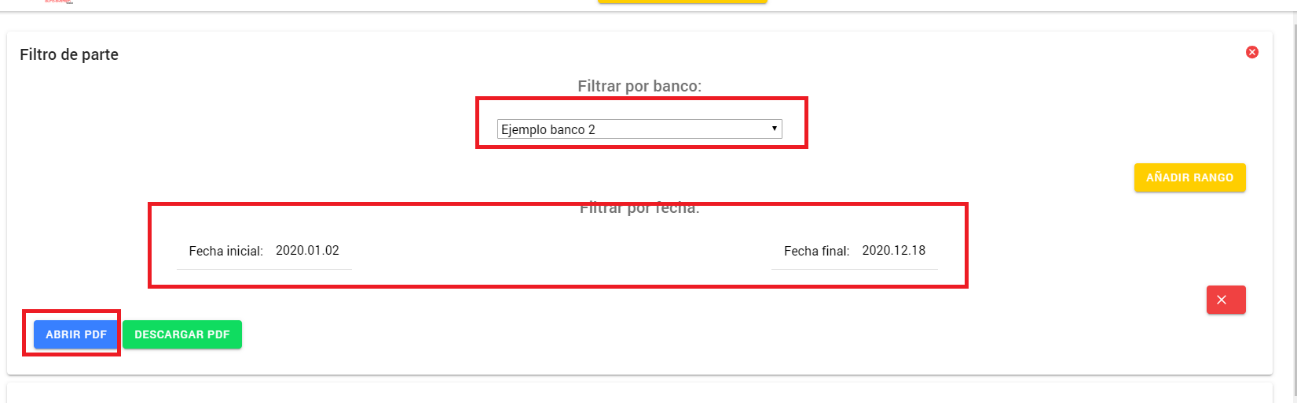 Filtro de parte
Filtrar por banco:
Ejemplo banco 2
AÑADIR RANGO
Filtrar por fecha:
Fecha inicial: 2020.01.02 Fecha final: 2020.12.18
ABRIR PDF DESCARGAR PDF